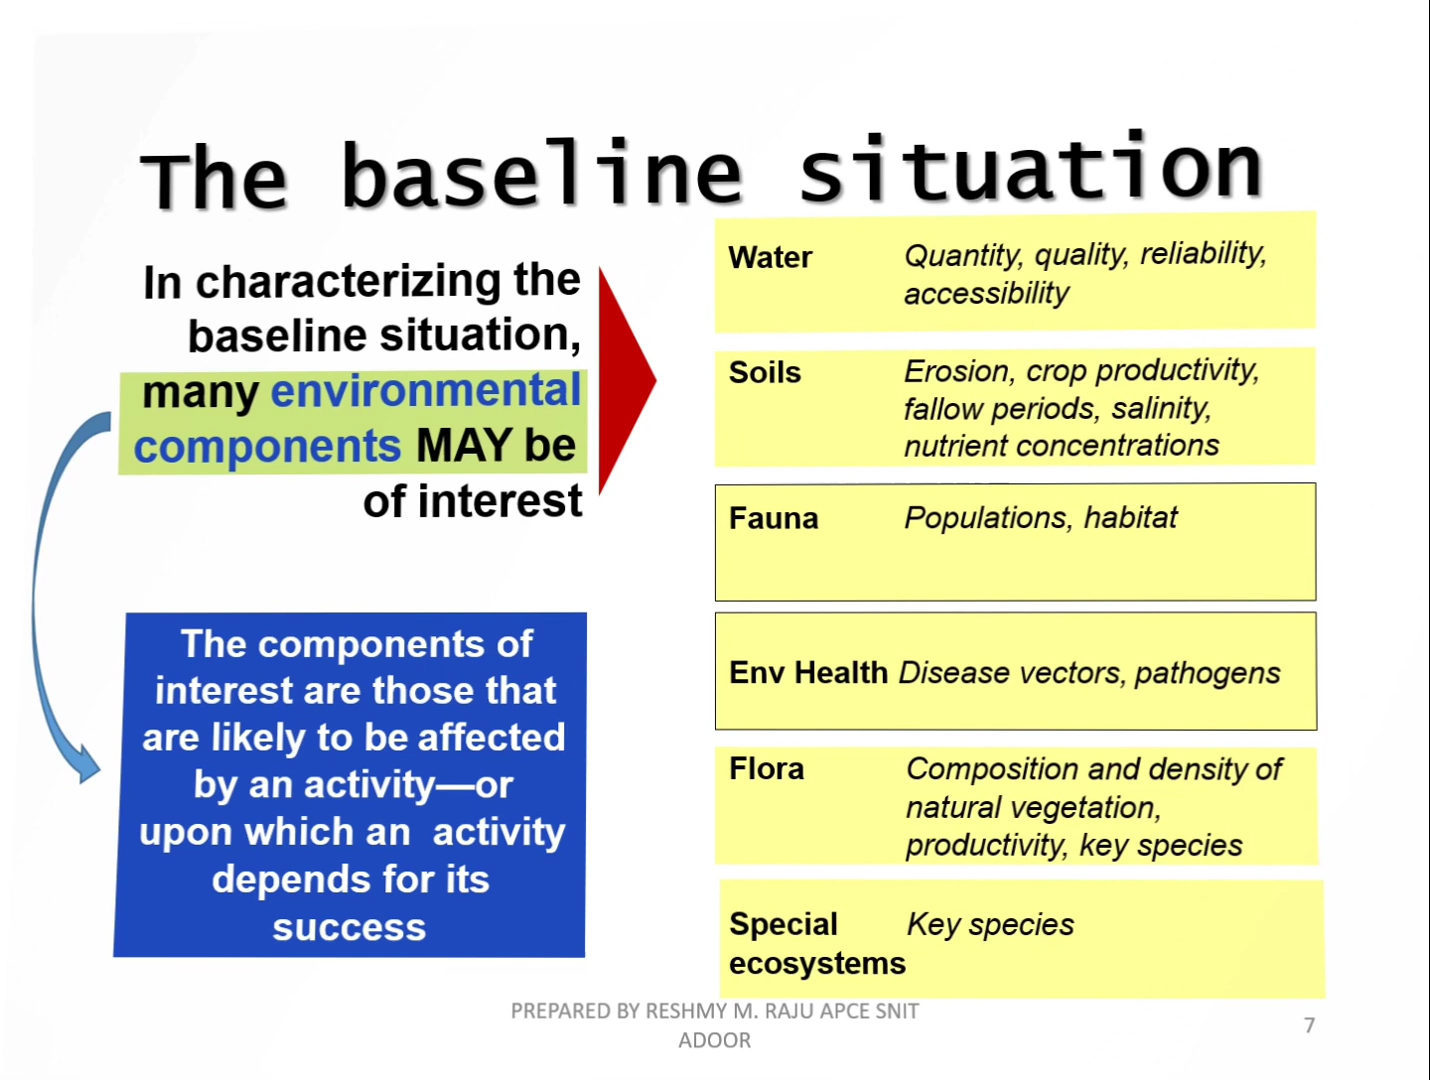 The baseline situation
In characterizing the
baseline situation,
many environmental
components MAY be
of interest
The components of
interest are those that
are likely to be affected
by an activity—or
upon which an activity
depends for its
success
Water Quantity, quality, reliability,
accessibility
Soils Erosion, crop productivity,
fallow periods, salinity,
nutrient concentrations
Fauna Populations, habitat
Env Health Disease vectors, pathogens
Flora Composition and density of
natural vegetation,
productivity, key species
Special Key species
ecosystems
PREPARED BY RESHMY M. RAJU APCE SNIT
ADOOR
7